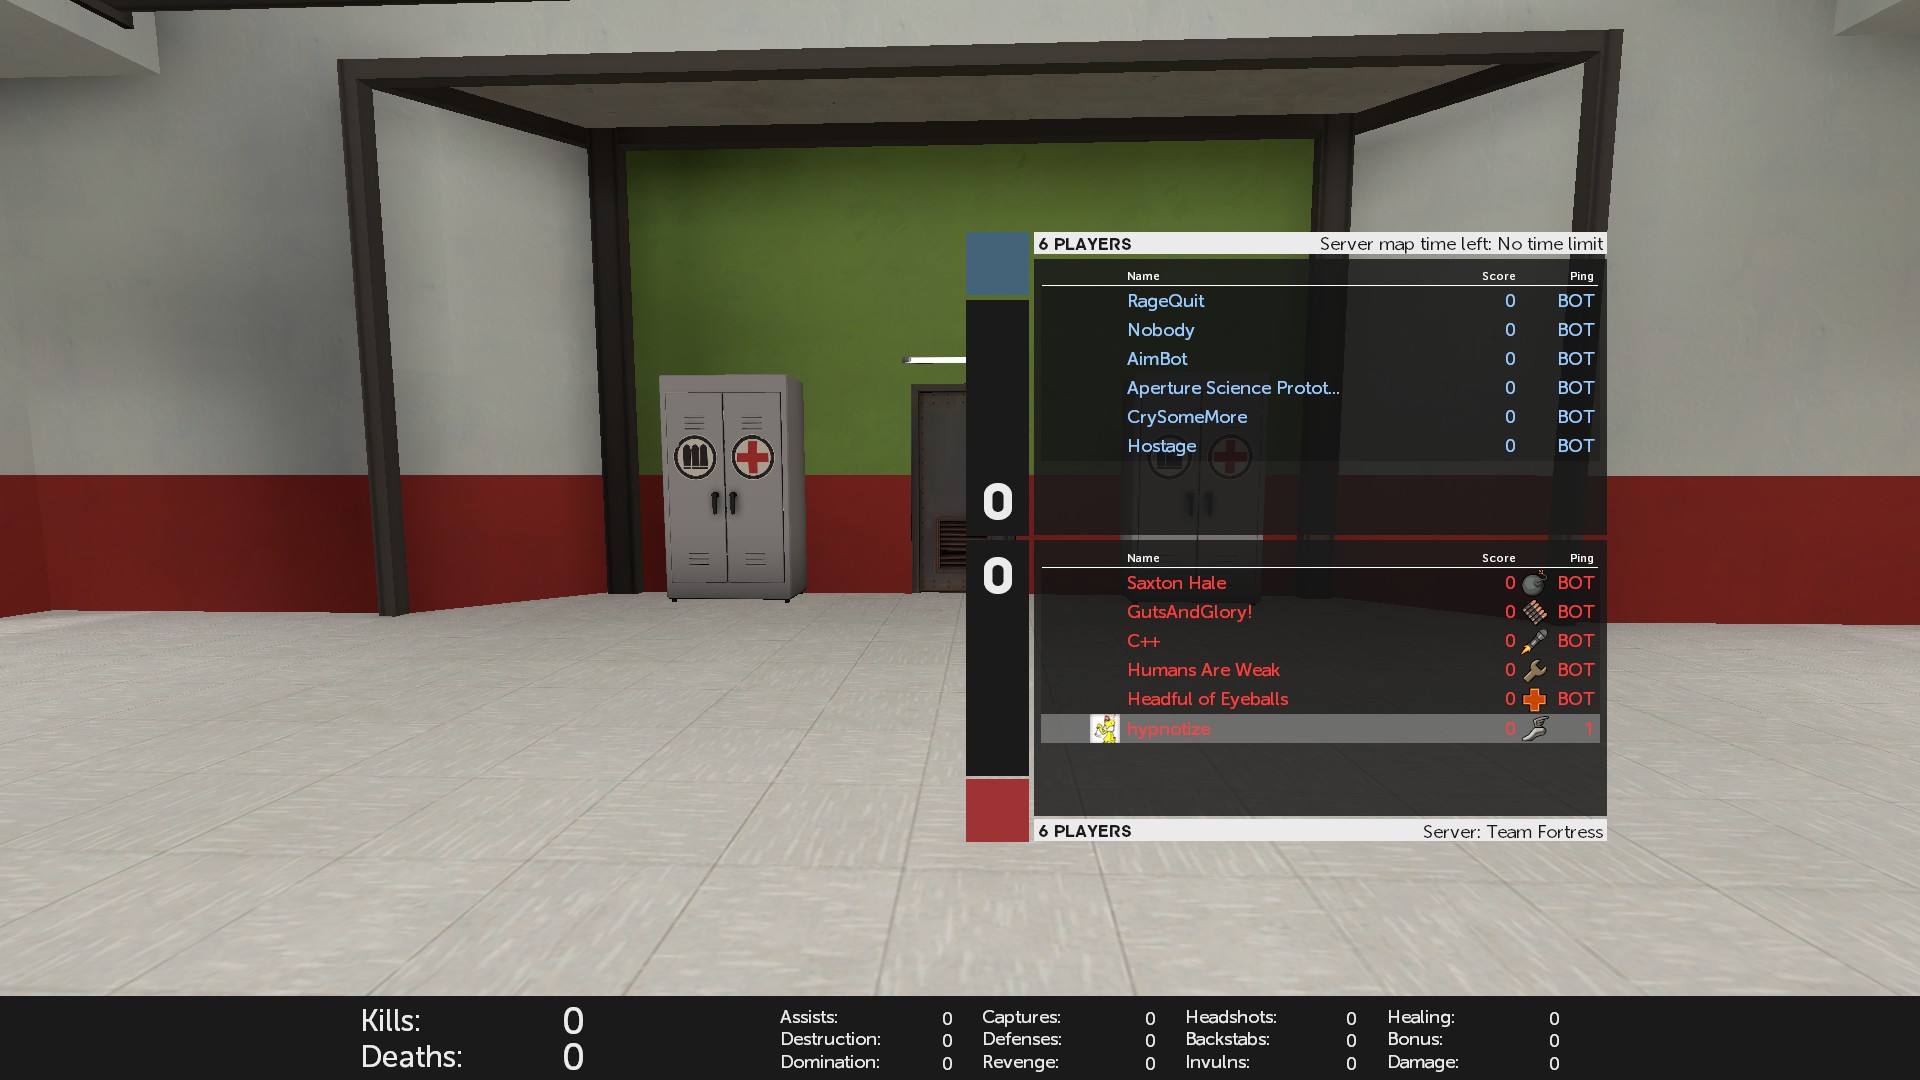 6 PLAYERS Server map time left: No time limit
Name Score Ping
RageQuit 0 BOT
Nobody 0 BOT
AimBot 0 BOT
Aperture Science Protot... 0 BOT
CrySomeMore 0 BOT
Hostage 0 BOT
0
0
Name Score Ping
Saxton Hale 0 BOT
GutsAndGlory! 0 BOT
C++ 0 BOT
Humans Are Weak 0 BOT
Headful of Eyeballs 0 BOT
hypnotize 0 1
6 PLAYERS Server: Team Fortress
Kills: 0
Deaths: 0
Assists: 0 Captures: 0 Headshots: 0 Healing: 0
Destruction: 0 Defenses: 0 Backstabs: 0 Bonus: 0
Domination: 0 Revenge: 0 Invulns: 0 Damage: 0